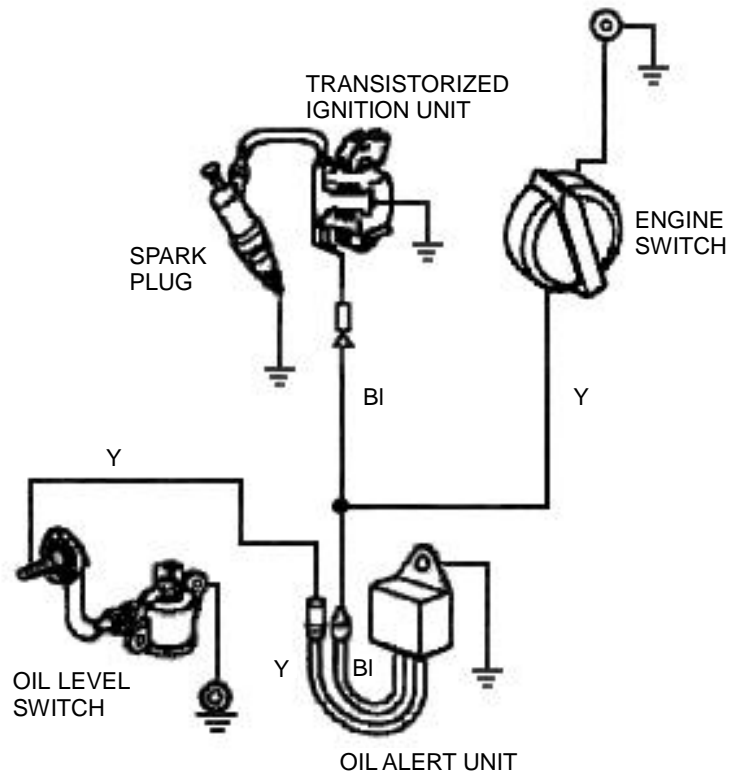 TRANSISTORIZED
IGNITION UNIT
ENGINE
SWITCH
SPARK
PLUG
Bl
Y
Y
Y
Bl
OIL LEVEL
SWITCH
OIL ALERT UNIT